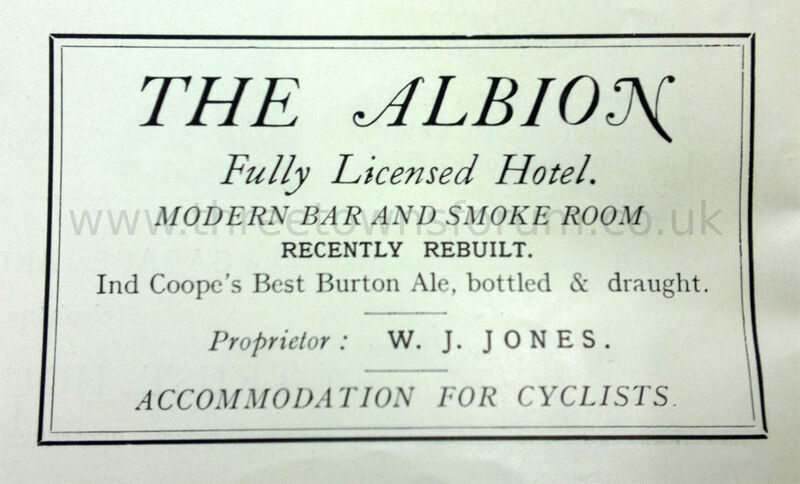 THE ALBION
Fully Licensed Hotel.
MODERN BAR AND SMOKE ROOM
www.threetownsforum.co.uk
RECENTLY REBUILT.
Ind Coope's Best Burton Ale, bottled & draught.
Proprietor : W. J. JONES.
ACCOMMODATION FOR CYCLISTS.